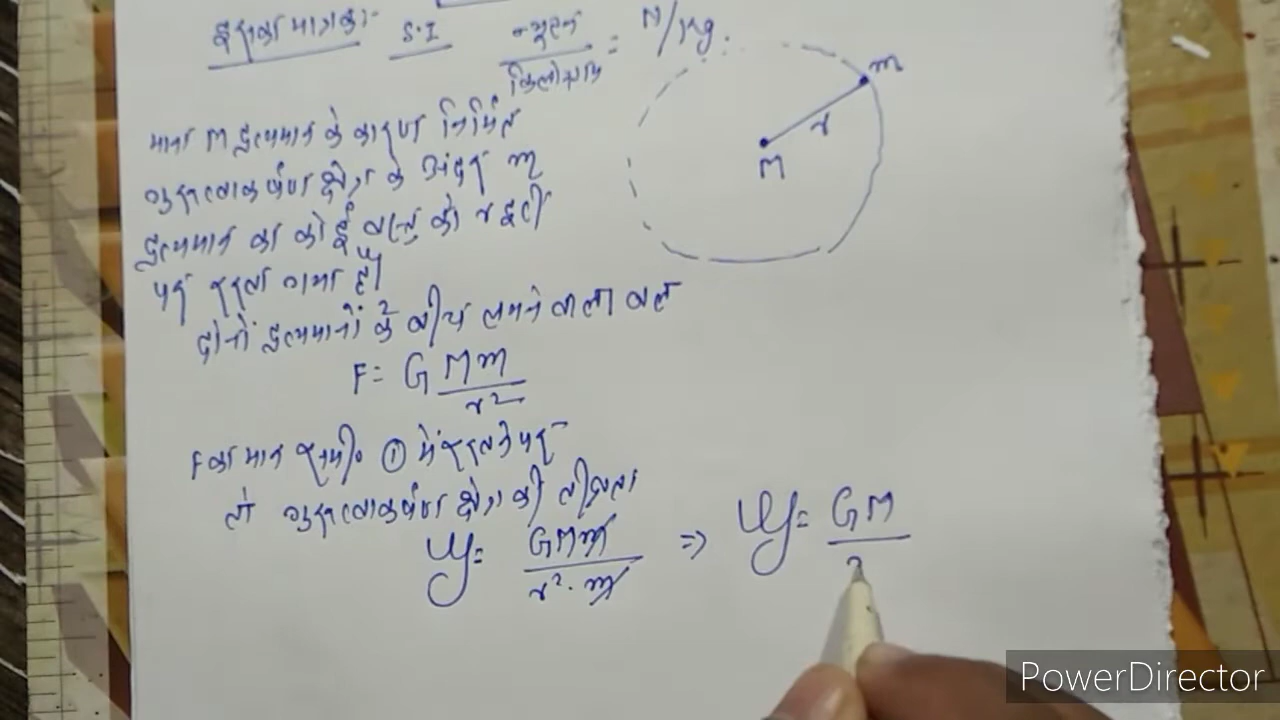 इसका मात्रक:- S.I न्यूटन / किलोग्राम = N/kg.
माना M द्रव्यमान के कारण निर्मित
गुरुत्वाकर्षण क्षेत्र के अंदर m
द्रव्यमान का कोई वस्तु को r दूरी
पर रखा गया है।
दोनों द्रव्यमानों के बीच लगने वाला बल
F = G Mm / r²
F का मान समी० ① में रखने पर
तो गुरुत्वाकर्षण क्षेत्र की तीव्रता
= GMm / r²·m ⇒ = GM /
m
r
M
PowerDirector